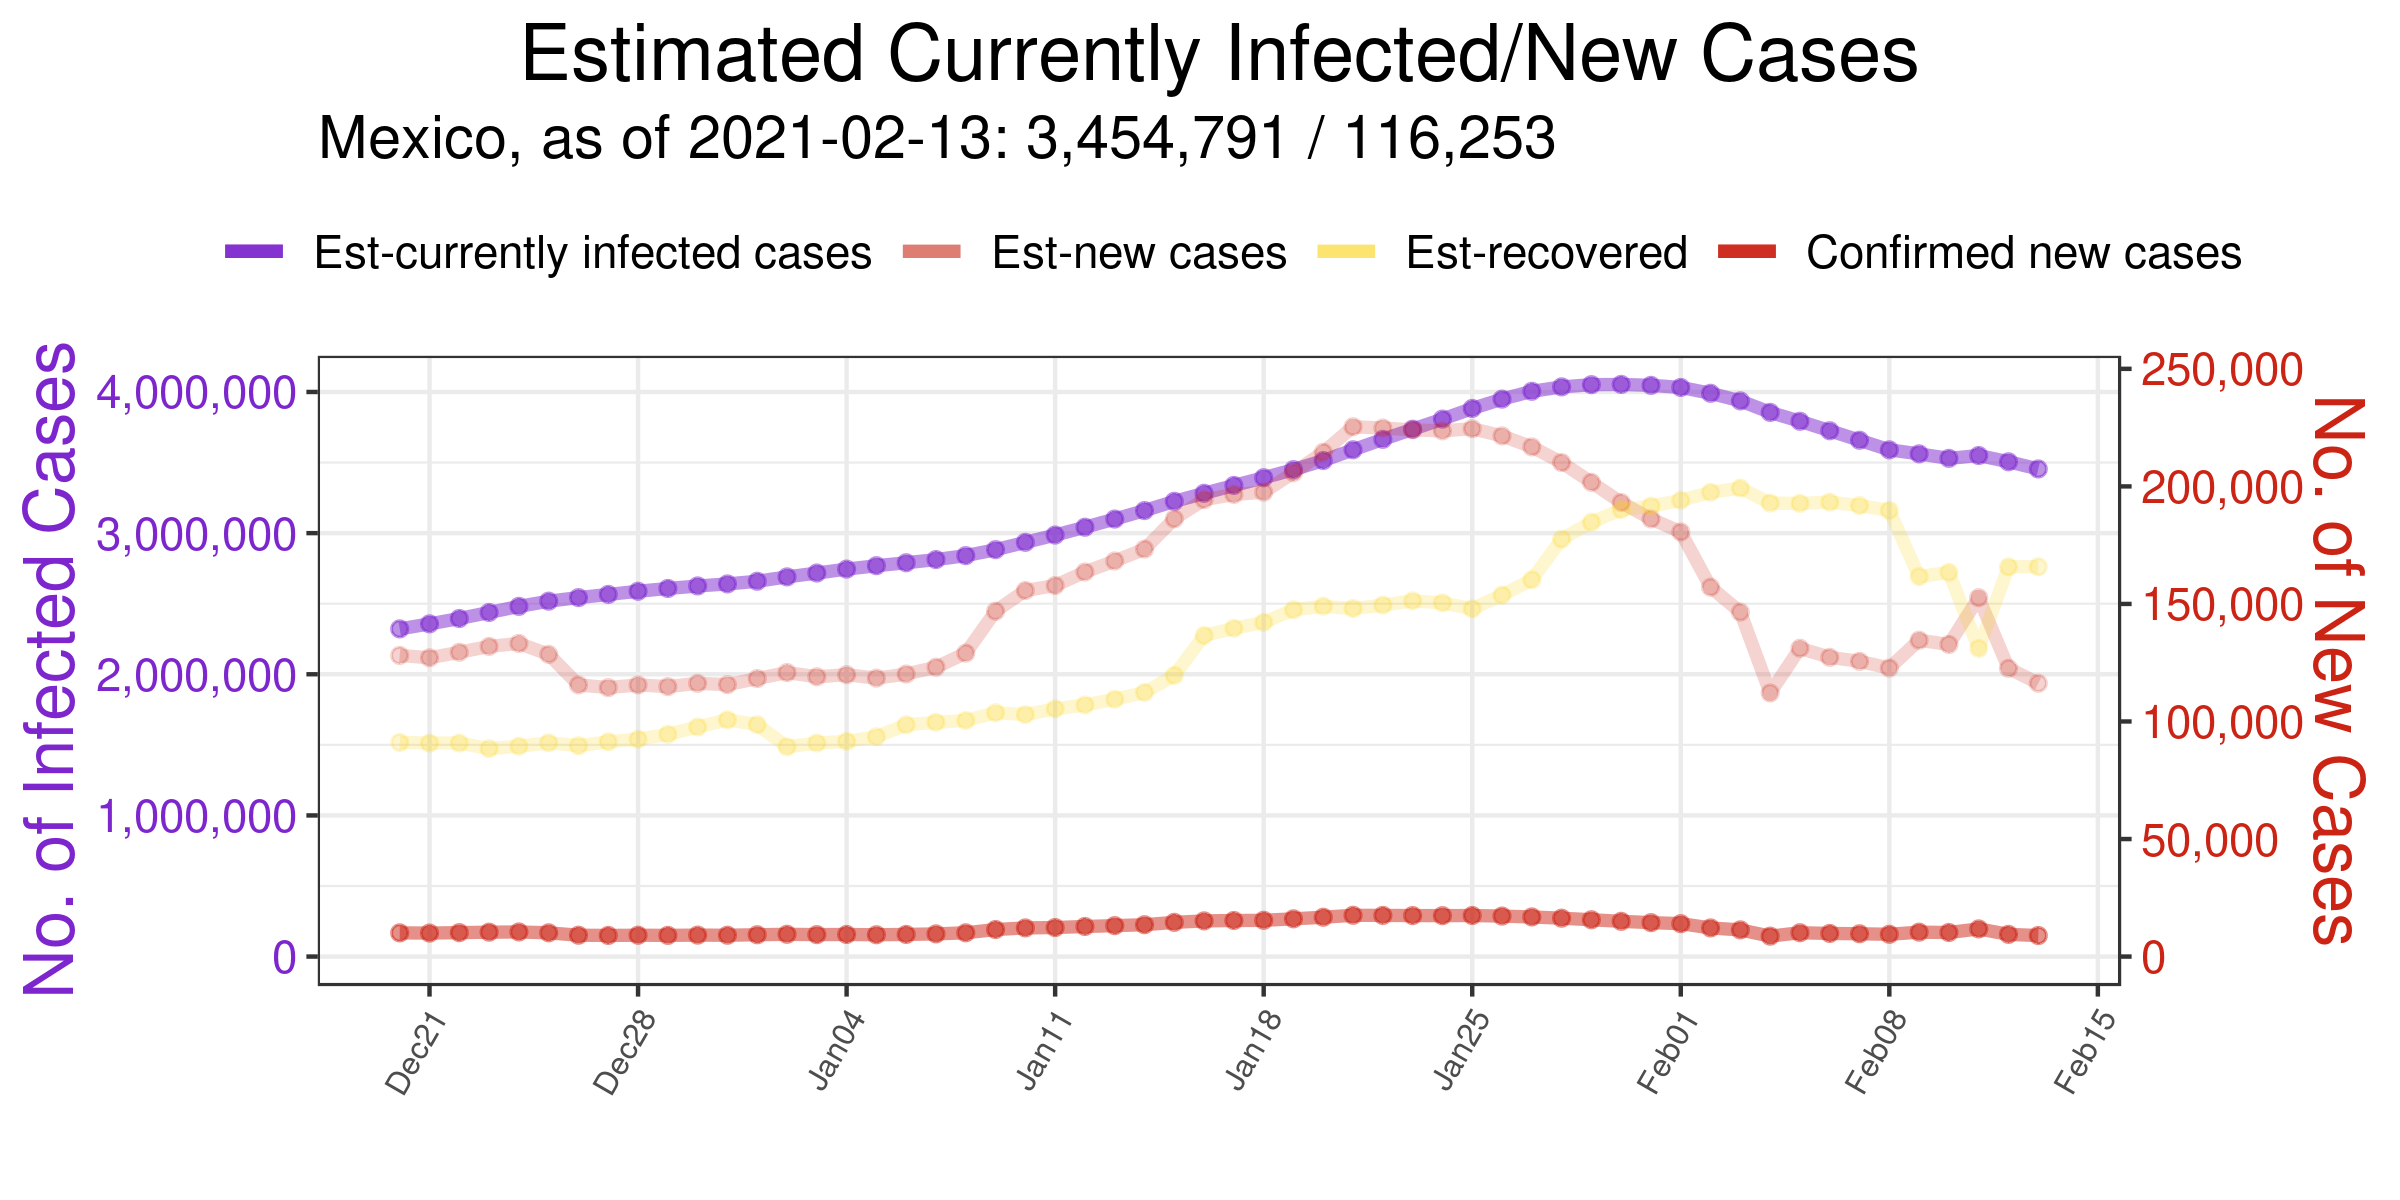 Estimated Currently Infected/New Cases
Mexico, as of 2021-02-13: 3,454,791 / 116,253
Est-currently infected cases Est-new cases Est-recovered Confirmed new cases
No. of Infected Cases
4,000,000
3,000,000
2,000,000
1,000,000
0
250,000
200,000
150,000
100,000
50,000
0
No. of New Cases
Dec21 Dec28 Jan04 Jan11 Jan18 Jan25 Feb01 Feb08 Feb15